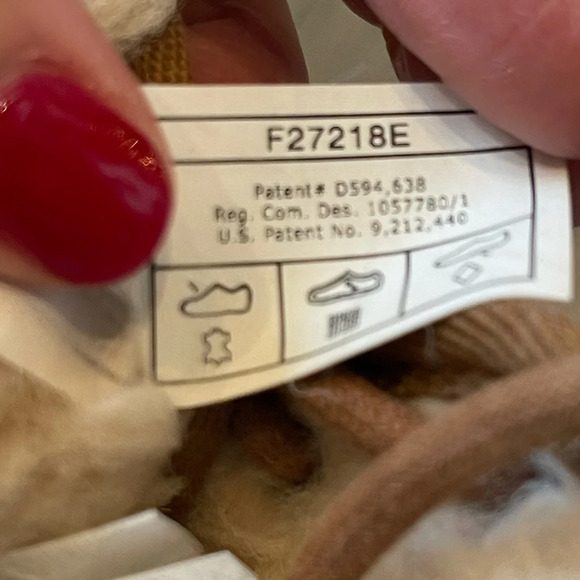 F27218E
Patent# D594,638
Reg. Com. Des. 1057780/1
U.S. Patent No. 9,212,440